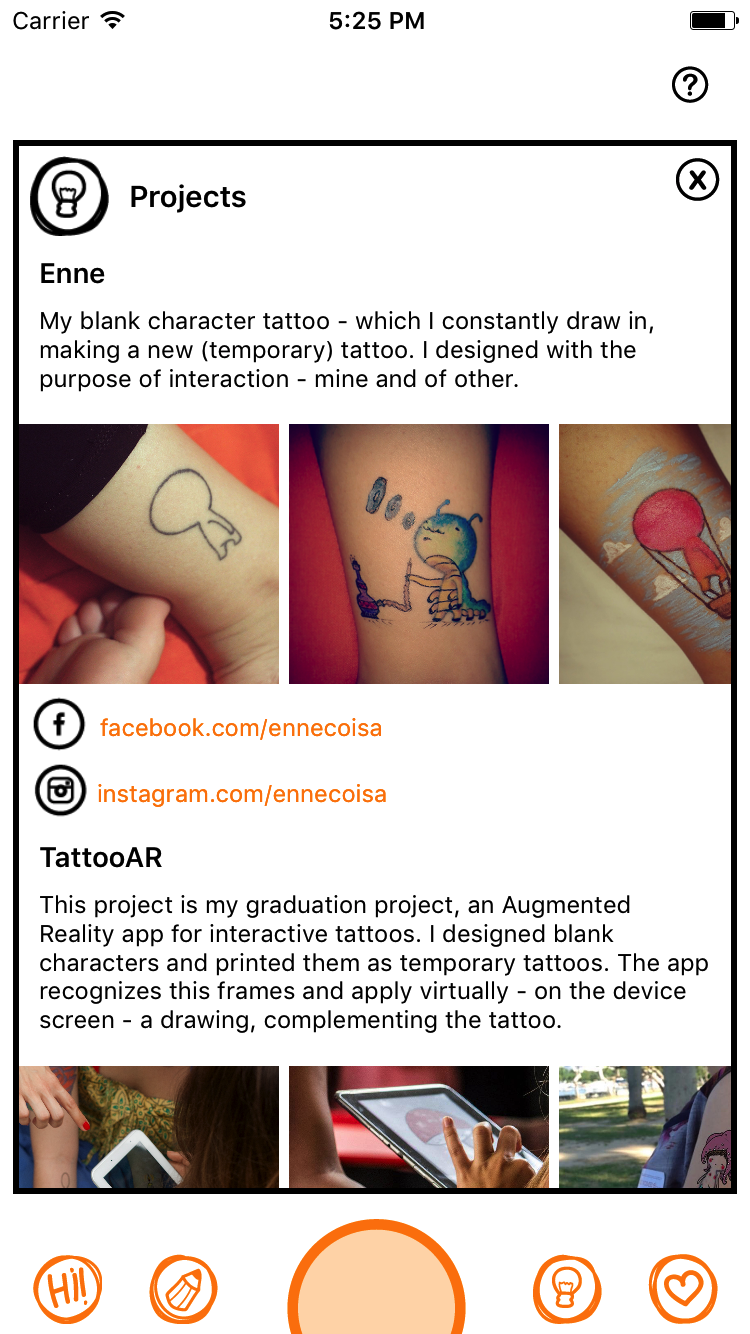 Carrier 5:25 PM
?
Projects
X
Enne
My blank character tattoo - which I constantly draw in,
making a new (temporary) tattoo. I designed with the
purpose of interaction - mine and of other.
f facebook.com/ennecoisa
instagram.com/ennecoisa
TattooAR
This project is my graduation project, an Augmented
Reality app for interactive tattoos. I designed blank
characters and printed them as temporary tattoos. The app
recognizes this frames and apply virtually - on the device
screen - a drawing, complementing the tattoo.
Hi!